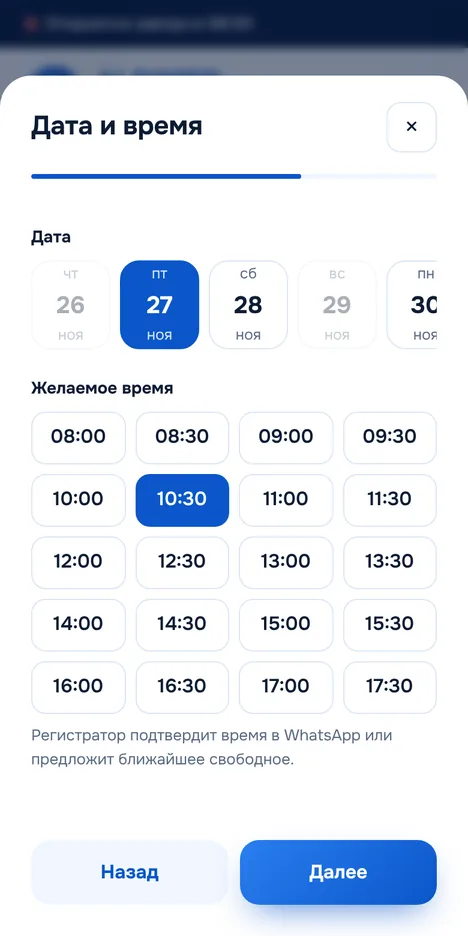 Дата и время
×
Дата
чт пт сб вс пн
26 27 28 29 30
ноя ноя ноя ноя ноя
Желаемое время
08:00 08:30 09:00 09:30
10:00 10:30 11:00 11:30
12:00 12:30 13:00 13:30
14:00 14:30 15:00 15:30
16:00 16:30 17:00 17:30
Регистратор подтвердит время в WhatsApp или
предложит ближайшее свободное.
Назад Далее